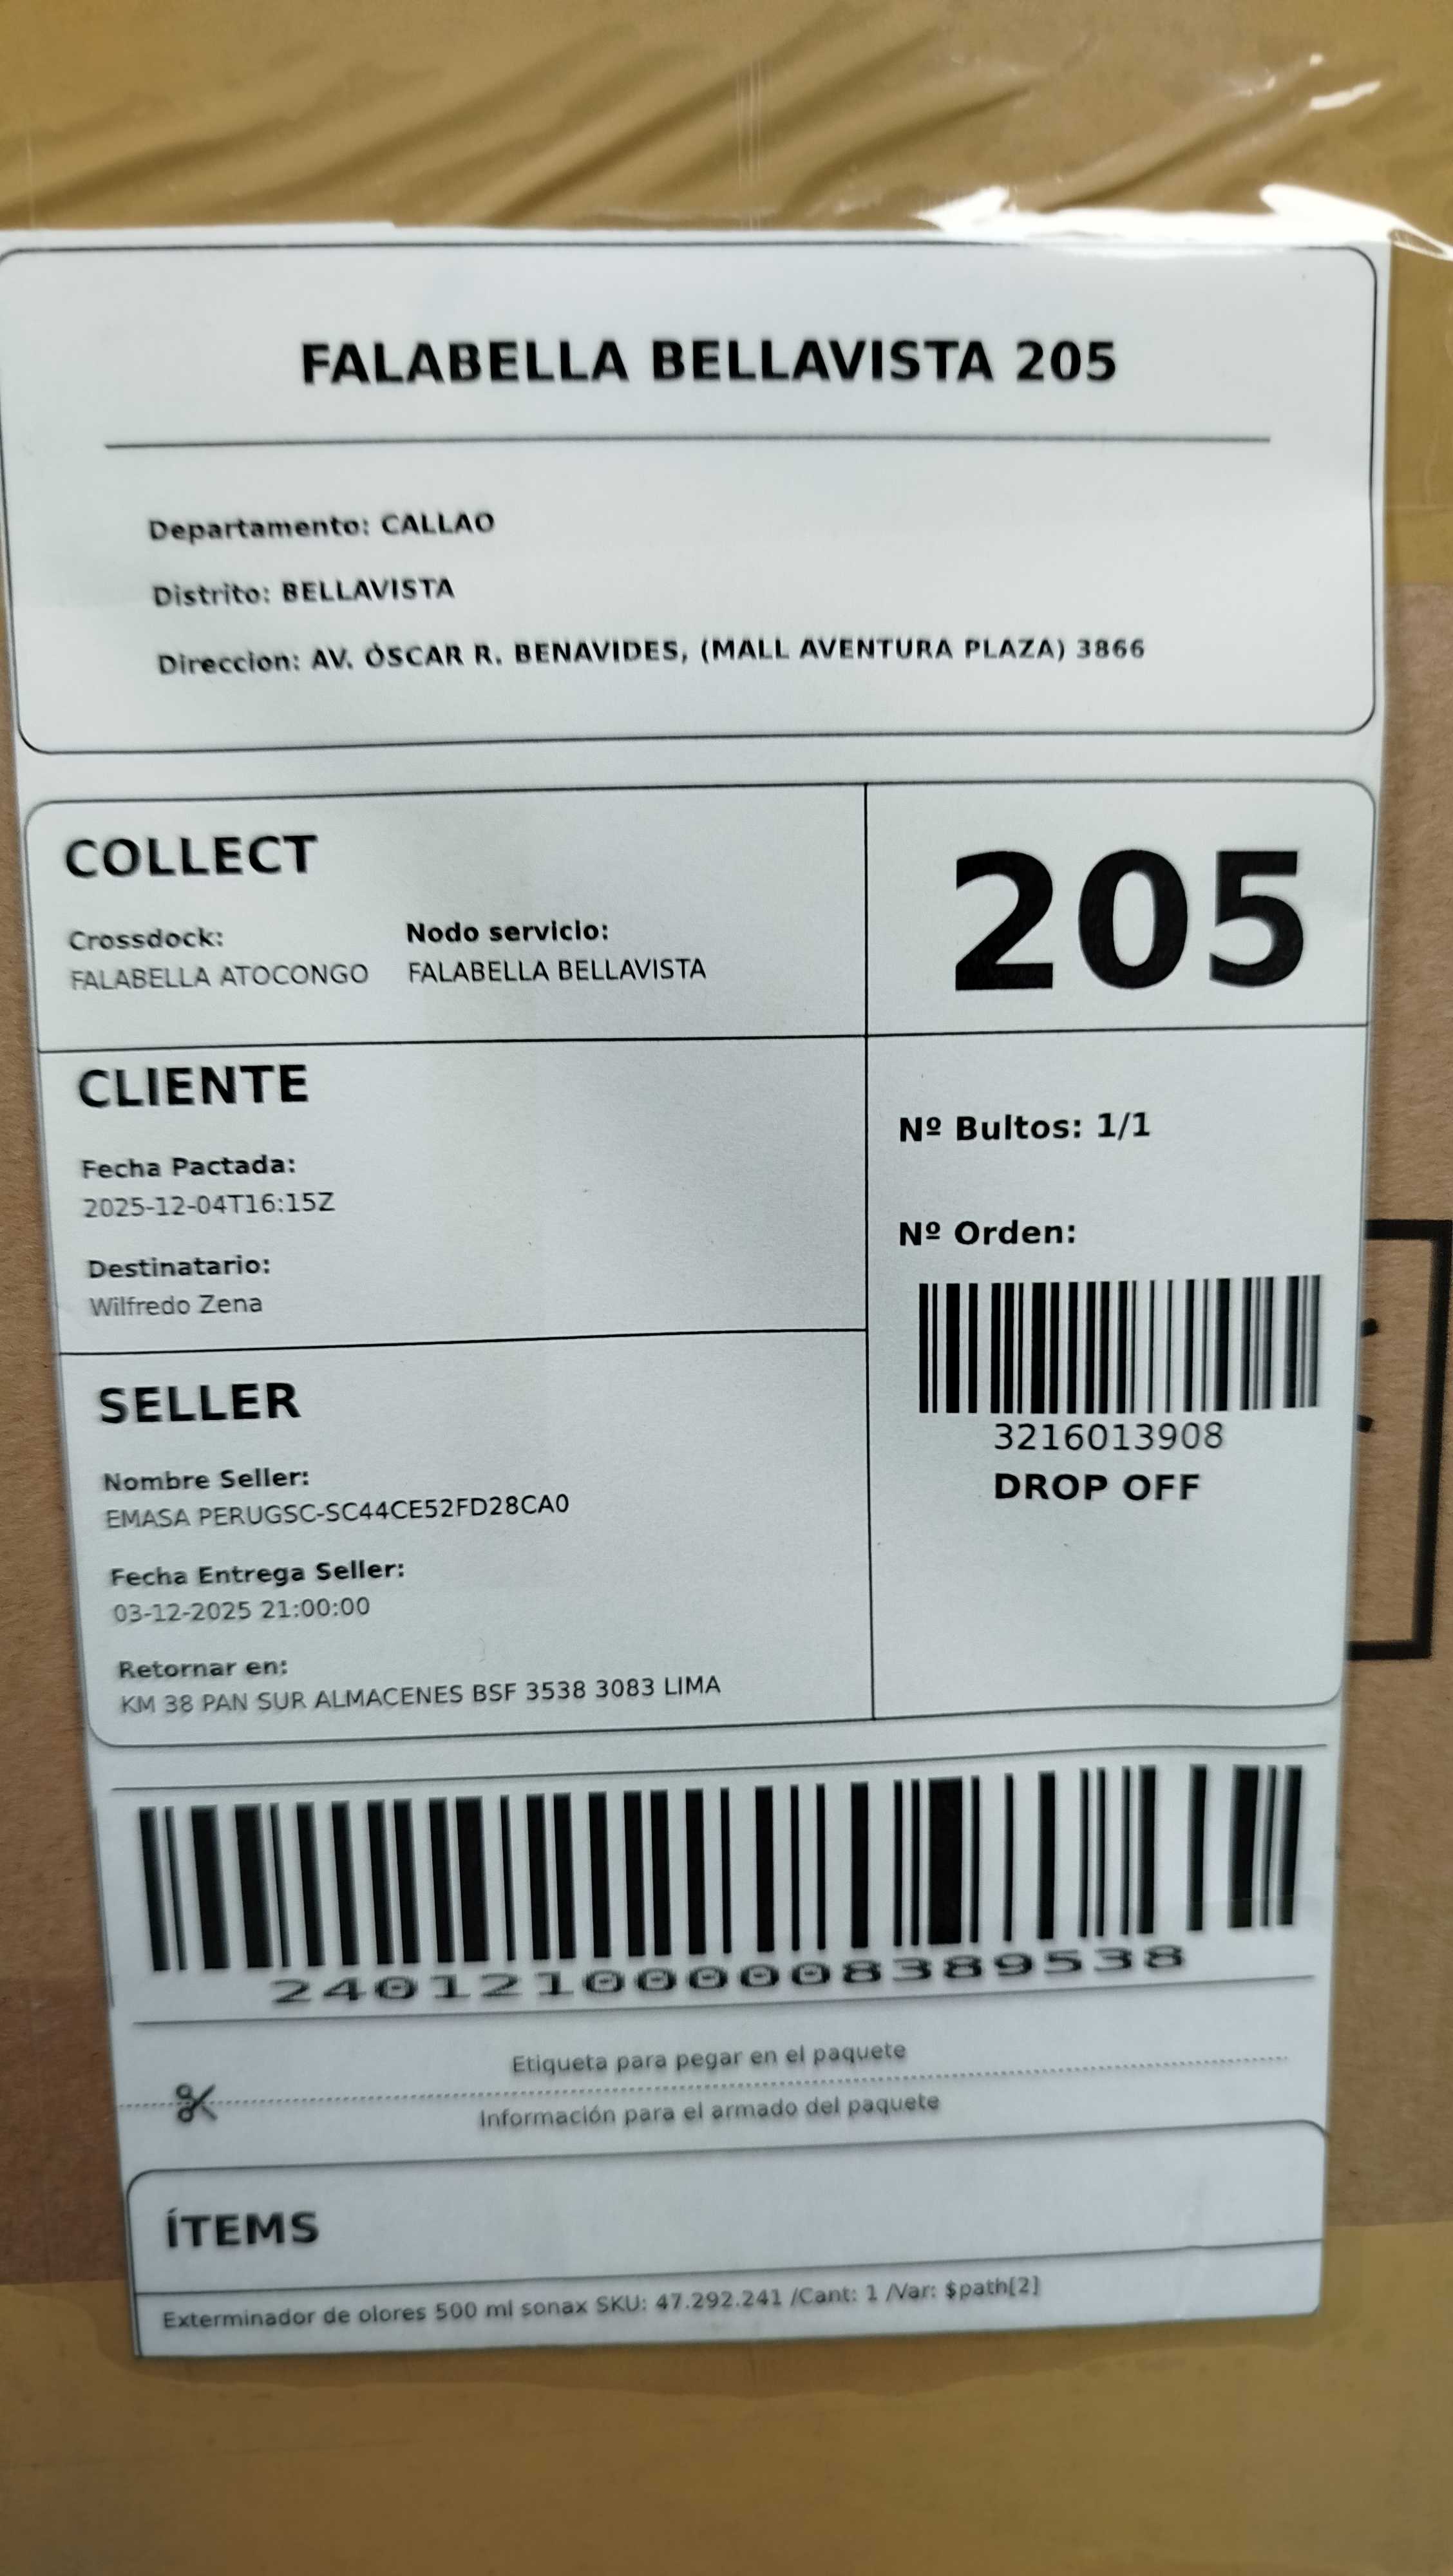 FALABELLA BELLAVISTA 205
Departamento: CALLAO
Distrito: BELLAVISTA
Direccion: AV. ÓSCAR R. BENAVIDES, (MALL AVENTURA PLAZA) 3866
COLLECT
Crossdock:
FALABELLA ATOCONGO
Nodo servicio:
FALABELLA BELLAVISTA
205
CLIENTE
Fecha Pactada:
2025-12-04T16:15Z
Destinatario:
Wilfredo Zena
Nº Bultos: 1/1
Nº Orden:
3216013908
DROP OFF
SELLER
Nombre Seller:
EMASA PERUGSC-SC44CE52FD28CA0
Fecha Entrega Seller:
03-12-2025 21:00:00
Retornar en:
KM 38 PAN SUR ALMACENES BSF 3538 3083 LIMA
2401210000008389538
Etiqueta para pegar en el paquete
Información para el armado del paquete
ÍTEMS
Exterminador de olores 500 ml sonax SKU: 47.292.241 /Cant: 1 /Var: $path[2]